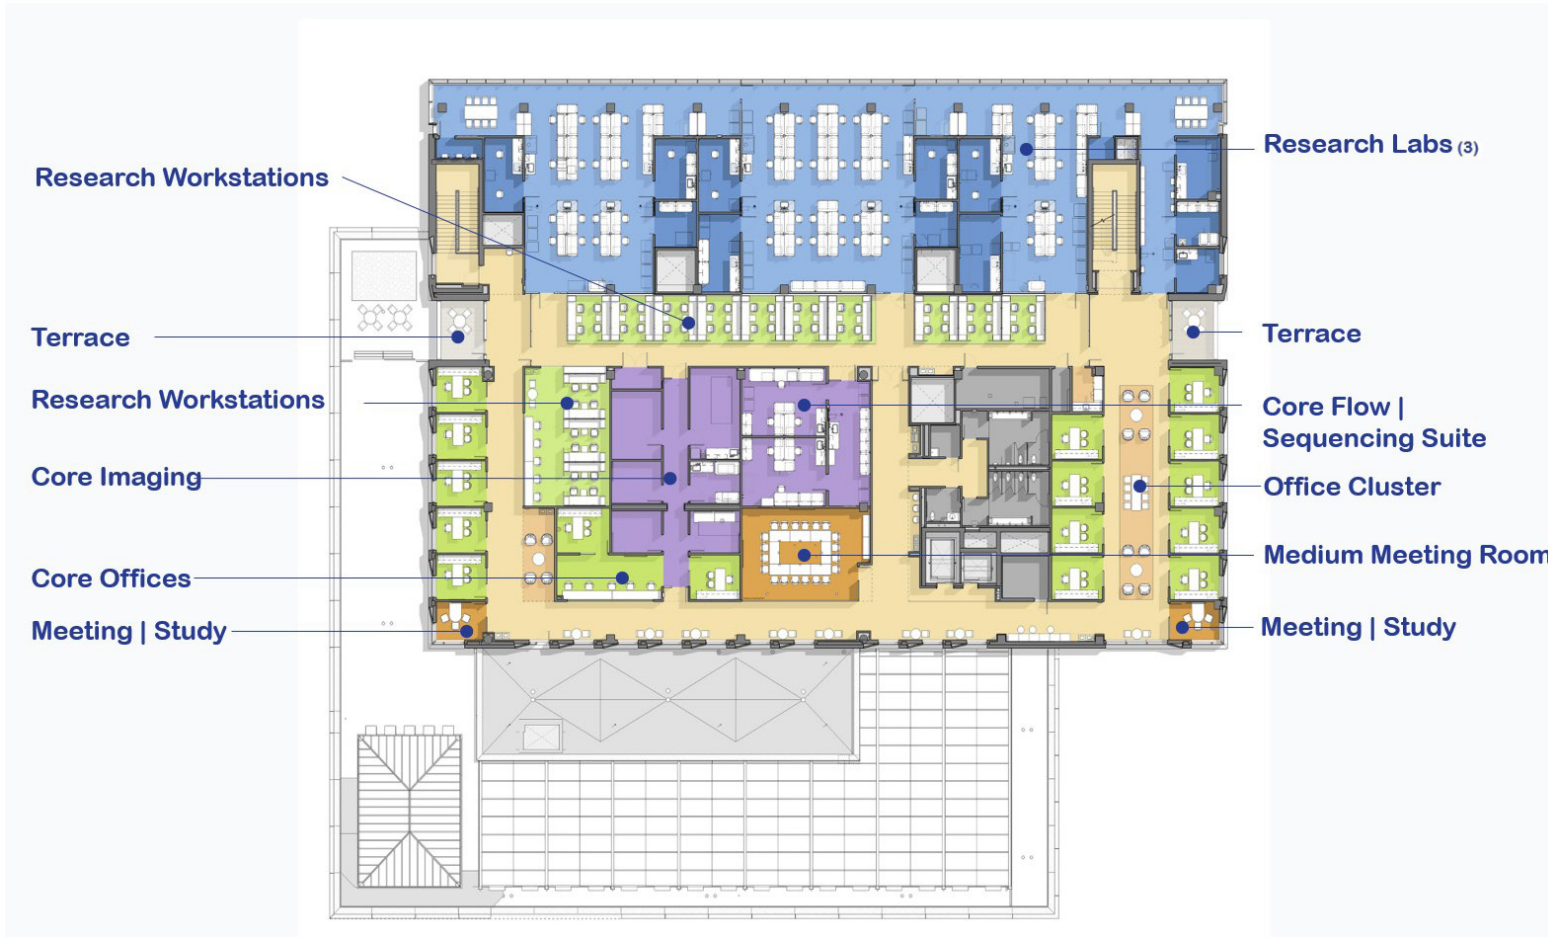 Research Workstations
Terrace
Research Workstations
Core Imaging
Core Offices
Meeting | Study
Research Labs (3)
Terrace
Core Flow |
Sequencing Suite
Office Cluster
Medium Meeting Room
Meeting | Study